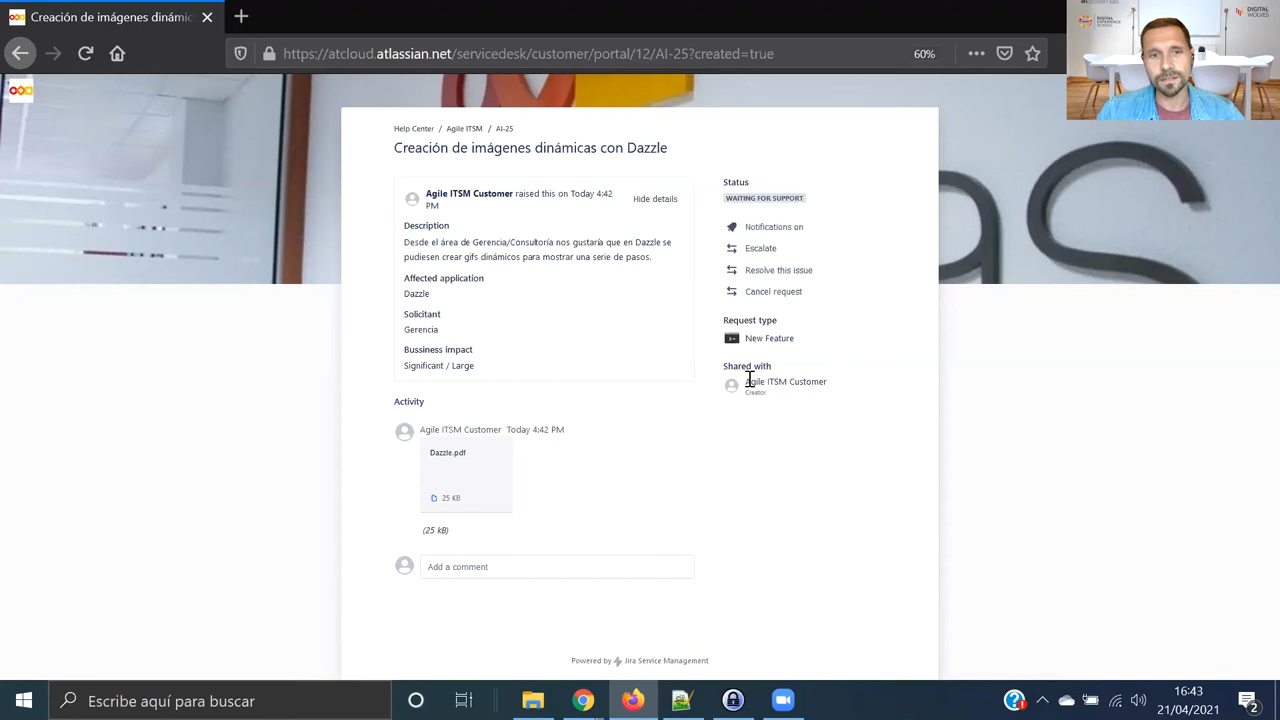 Creación de imágenes dinámic
https://atcloud.atlassian.net/servicedesk/customer/portal/12/AI-25?created=true
60%
DIGITAL EXPERIENCE
DIGITAL WOLVES
Help Center / Agile ITSM / AI-25
Creación de imágenes dinámicas con Dazzle
Agile ITSM Customer raised this on Today 4:42
PM
Hide details
Description
Desde el área de Gerencia/Consultoría nos gustaría que en Dazzle se
pudiesen crear gifs dinámicos para mostrar una serie de pasos.
Affected application
Dazzle
Solicitant
Gerencia
Bussiness impact
Significant / Large
Status
WAITING FOR SUPPORT
Notifications on
Escalate
Resolve this issue
Cancel request
Request type
New Feature
Shared with
Agile ITSM Customer
Creator
Activity
Agile ITSM Customer Today 4:42 PM
Dazzle.pdf
25 KB
(25 kB)
Add a comment
Powered by Jira Service Management
Escribe aquí para buscar
16:43
21/04/2021
2